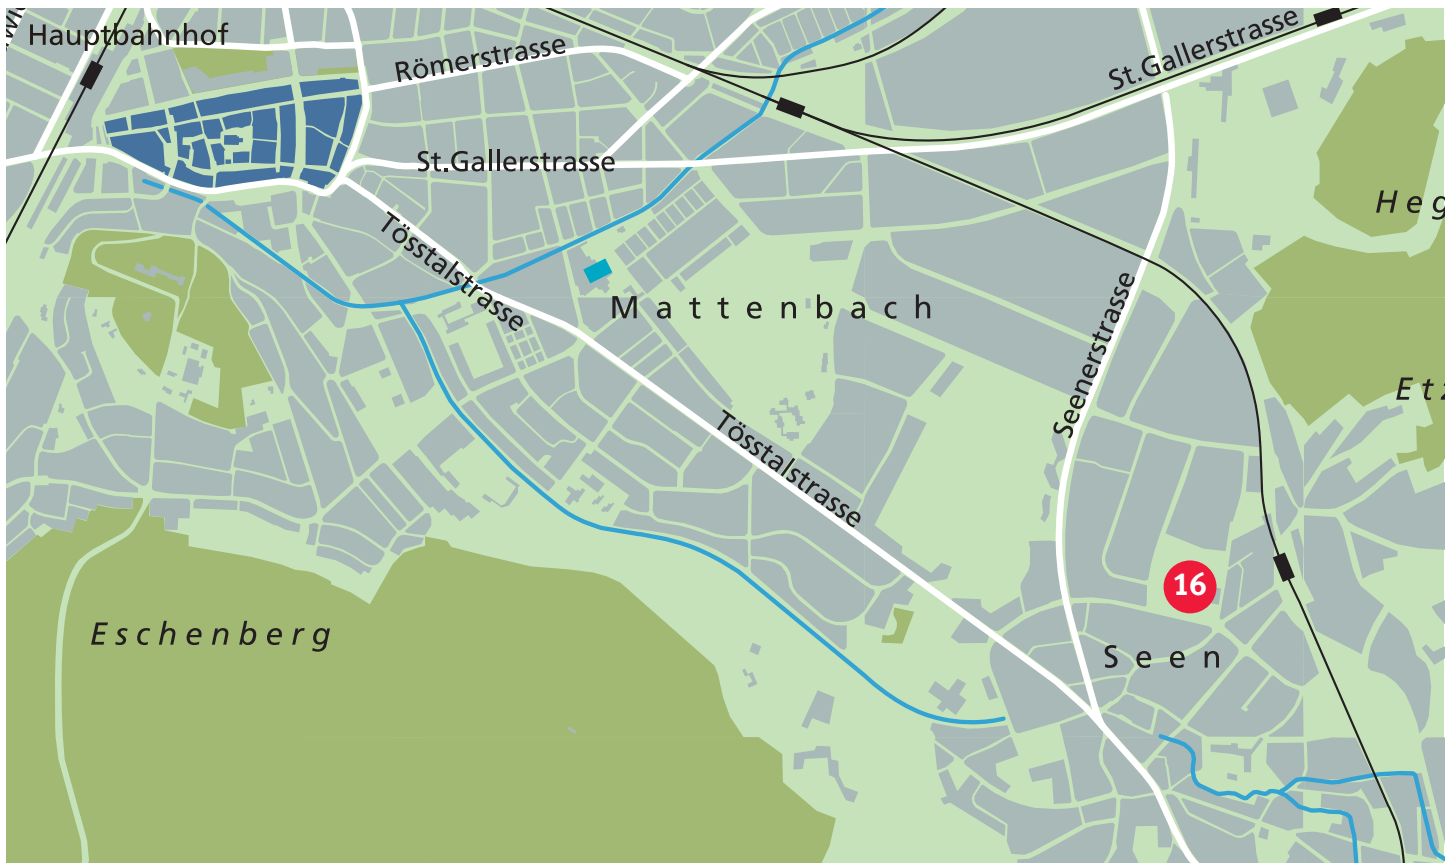 Hauptbahnhof
Römerstrasse
St.Gallerstrasse
St.Gallerstrasse
Tösstalstrasse
Mattenbach
Seenerstrasse
Heg
Etz
Tösstalstrasse
16
Eschenberg
Seen